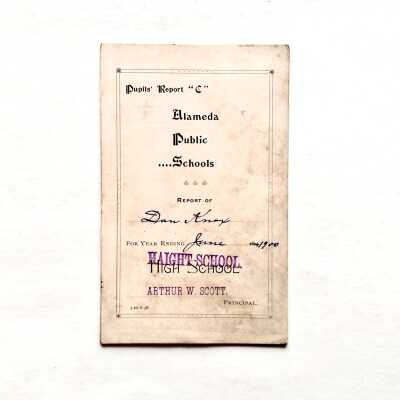 Pupils' Report "C"
Alameda
Public
....Schools
REPORT OF
Dan Knox
FOR YEAR ENDING June 1900
HAIGHT SCHOOL.
HIGH SCHOOL
ARTHUR W. SCOTT.
PRINCIPAL.